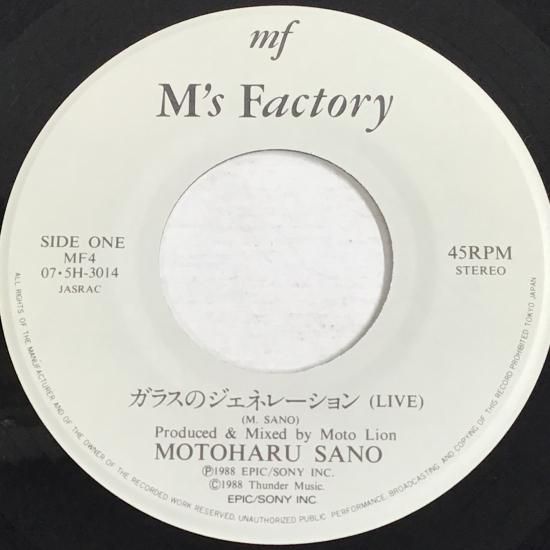 mf
M's Factory
SIDE ONE
MF4
07・5H-3014
JASRAC
45RPM
STEREO
ガラスのジェネレーション (LIVE)
(M. SANO)
Produced & Mixed by Moto Lion
MOTOHARU SANO
Ⓟ1988 EPIC/SONY INC.
Ⓒ1988 Thunder Music.
EPIC/SONY INC.
ALL RIGHTS OF THE MANUFACTURER AND OF THE OWNER OF THE RECORDED WORK RESERVED. UNAUTHORIZED PUBLIC PERFORMANCE, BROADCASTING AND COPYING OF THIS RECORD PROHIBITED TOKYO JAPAN